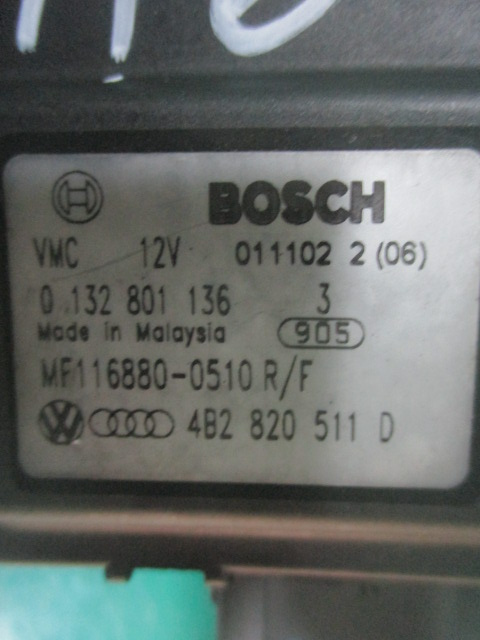 BOSCH
VMC 12V 011102 2 (06)
0 132 801 136 3
Made in Malaysia 905
MF116880-0510 R/F
4B2 820 511 D